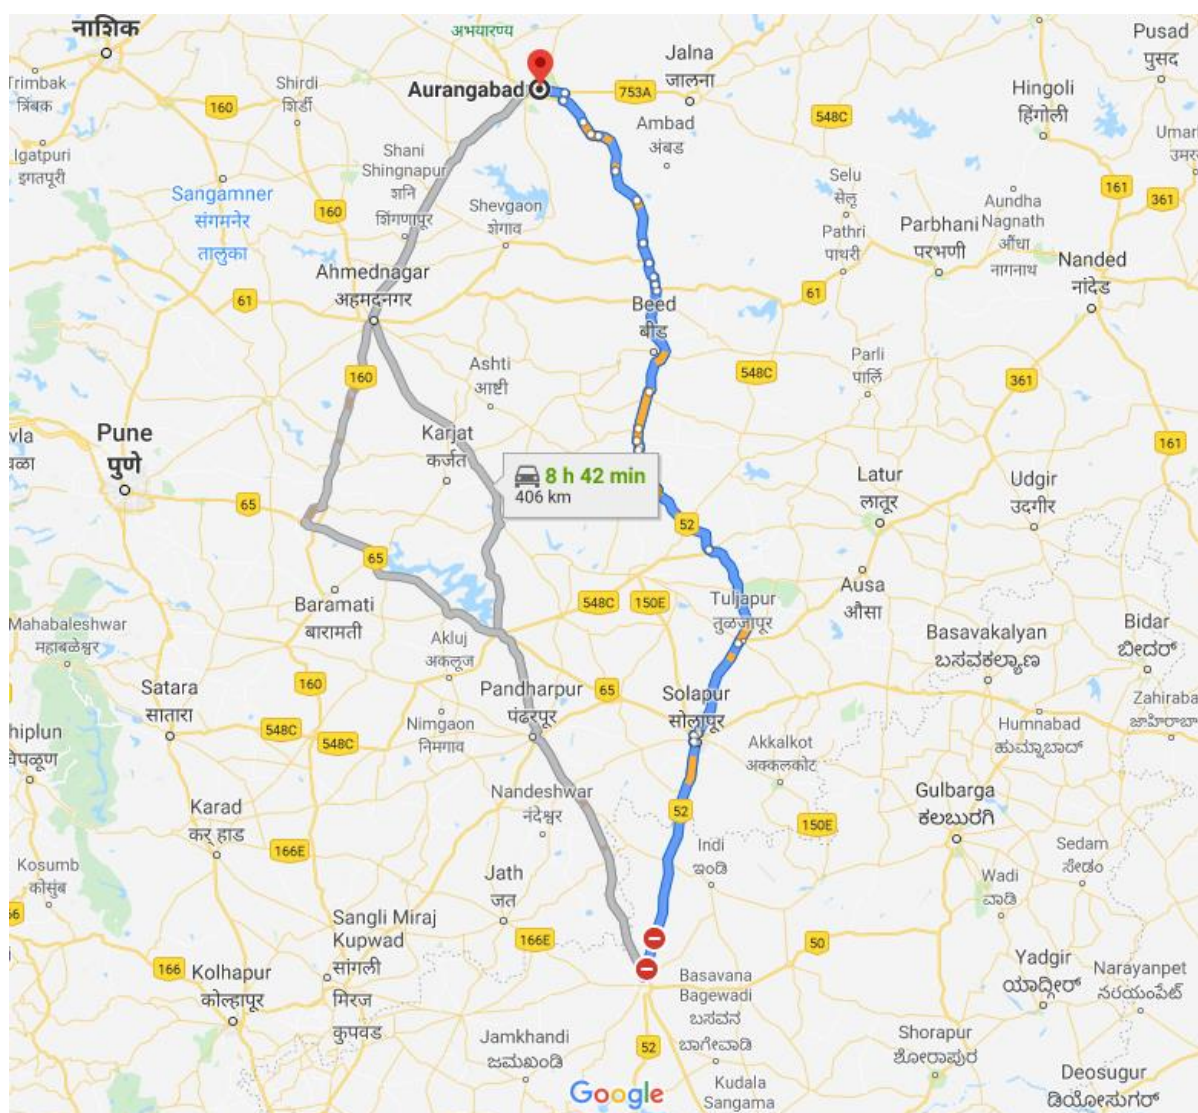 नाशिक
अभयारण्य
Jalna
जालना
Pusad
पुसद
Trimbak
त्रिंबक
160
Shirdi
शिर्डी
Aurangabad
753A
Hingoli
हिंगोली
548C
Ambad
अंबड
Igatpuri
इगतपूरी
Shani
Shingnapur
शनि
शिंगणापूर
Sangamner
संगमनेर
तालुका
160
Shevgaon
शेगाव
Selu
सेलू
Pathri
पाथरी
Parbhani
परभणी
Aundha
Nagnath
औंधा
नागनाथ
161
361
Nanded
नांदेड
Ahmednagar
अहमदनगर
61
Beed
बीड
61
160
Ashti
आष्टी
548C
Parli
पार्लि
361
Pune
पुणे
Karjat
कर्जत
161
8 h 42 min
406 km
Latur
लातूर
Udgir
उदगीर
65
52
65
Baramati
बारामती
548C
150E
Tuljapur
तुळजापूर
Ausa
औसा
Mahabaleshwar
महाबळेश्वर
Akluj
अकलूज
Basavakalyan
ಬಸವಕಲ್ಯಾಣ
Bidar
ಬೀದರ್
Satara
सातारा
160
Pandharpur
पंढरपूर
65
Solapur
सोलापूर
548C
548C
Nimgaon
निमगाव
Akkalkot
अक्कलकोट
Humnabad
ಹುಮ್ನಾಬಾದ್
Karad
कर् हाड
Nandeshwar
नंदेश्वर
52
150E
Gulbarga
ಕಲಬುರಗಿ
166E
Kosumb
कोसुंब
Jath
जत
Indi
ಇಂಡಿ
Sedam
ಸೇಡಂ
Wadi
ವಾಡಿ
Sangli Miraj
Kupwad
सांगली
मिरज
कुपवड
166E
50
166
Kolhapur
कोल्हापूर
Basavana
Bagewadi
ಬಸವನ
ಬಾಗೇವಾಡಿ
Yadgir
ಯಾದ್ಗೀರ್
Narayanpet
ನರಯಂಪೇಟ್
Jamkhandi
ಜಮಖಂಡಿ
52
Shorapur
ಶೋರಾಪುರ
Kudala
Sangama
Deosugur
ಡಿಯೋಸುಗರ್
Google